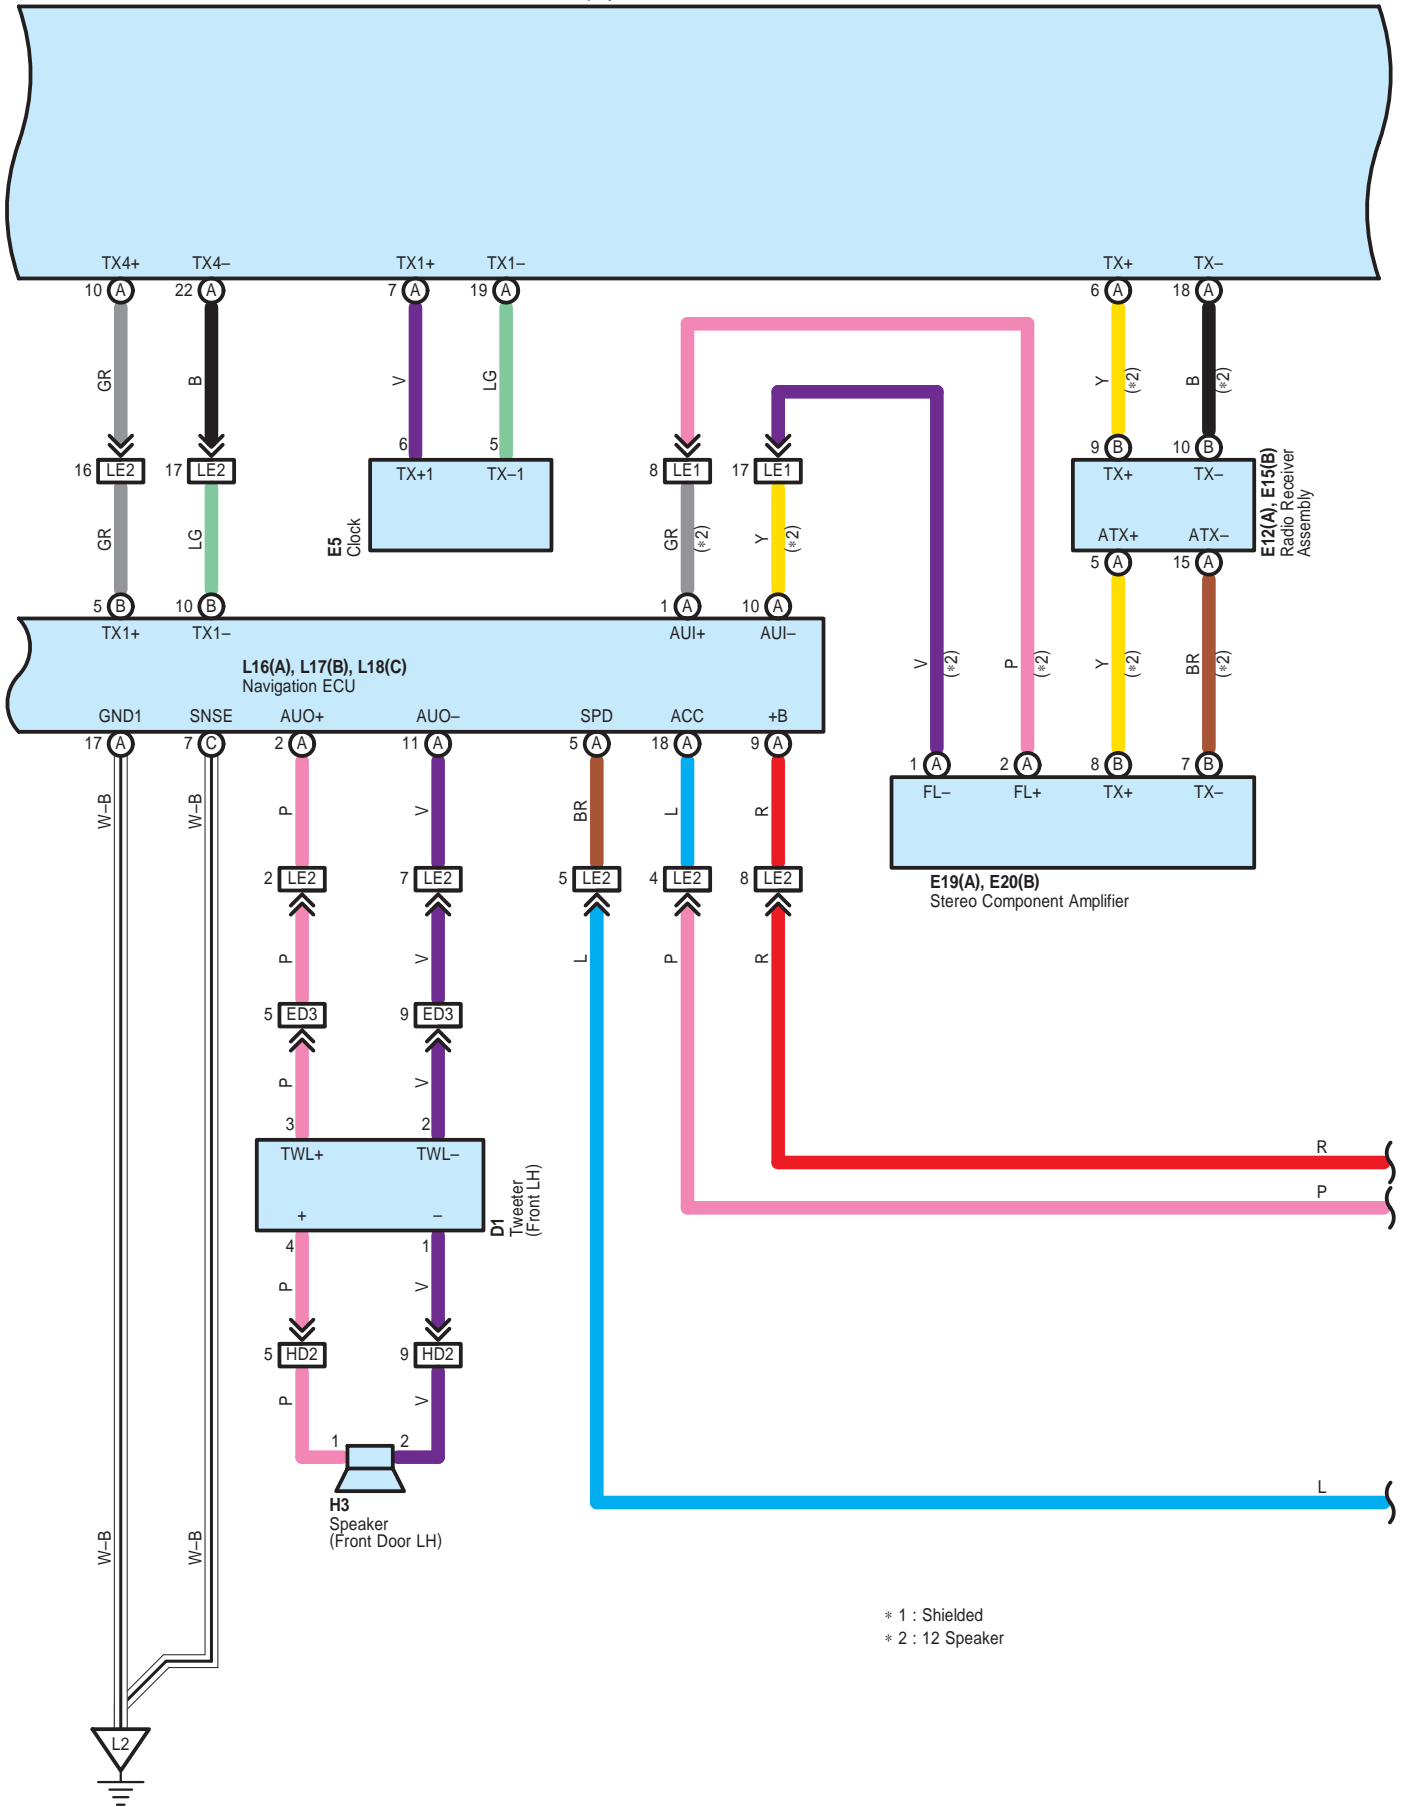 TX4+ TX4– TX1+ TX1– TX+ TX–
10 A 22 A 7 A 19 A 6 A 18 A
GR B V LG Y (*2) B (*2)
6 5 9 B 10 B
16 LE2 17 LE2 TX+1 TX–1 8 LE1 17 LE1 TX+ TX–
E5
Clock
E12(A), E15(B)
Radio Receiver
Assembly
GR LG GR (*2) Y (*2) ATX+ ATX–
5 A 15 A
5 B 10 B 1 A 10 A
TX1+ TX1– AUI+ AUI–
L16(A), L17(B), L18(C)
Navigation ECU
V (*2) P (*2) Y (*2) BR (*2)
GND1 SNSE AUO+ AUO– SPD ACC +B
17 A 7 C 2 A 11 A 5 A 18 A 9 A
1 A 2 A 8 B 7 B
FL– FL+ TX+ TX–
W–B W–B P V BR L R
2 LE2 7 LE2 5 LE2 4 LE2 8 LE2
E19(A), E20(B)
Stereo Component Amplifier
P V L P R
5 ED3 9 ED3
P V
3 2
TWL+ TWL–
R
+ –
D1
Tweeter
(Front LH)
P
4 1
P V
5 HD2 9 HD2
P V
1 2
H3
Speaker
(Front Door LH)
L
W–B W–B
* 1 : Shielded
* 2 : 12 Speaker
L2